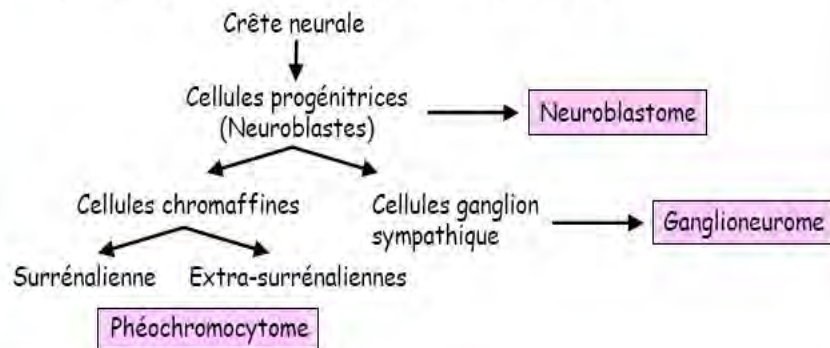 Crête neurale
Cellules progénitrices
(Neuroblastes)
Neuroblastome
Cellules chromaffines
Cellules ganglion
sympathique
Ganglioneurome
Surrénalienne
Extra-surrénaliennes
Phéochromocytome